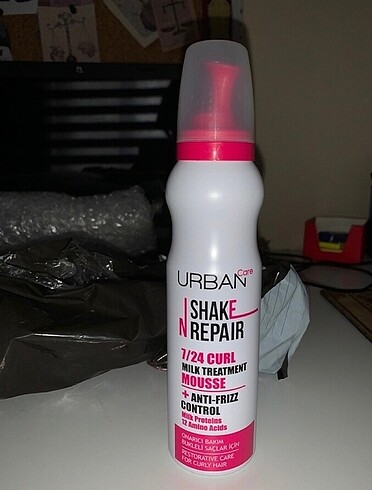 URBAN Care
SHAKE
N REPAIR
7/24 CURL
MILK TREATMENT
MOUSSE
+ ANTI-FRIZZ
CONTROL
Milk Proteins
12 Amino Acids
ONARICI BAKIM
BUKLELİ SAÇLAR İÇİN
RESTORATIVE CARE
FOR CURLY HAIR